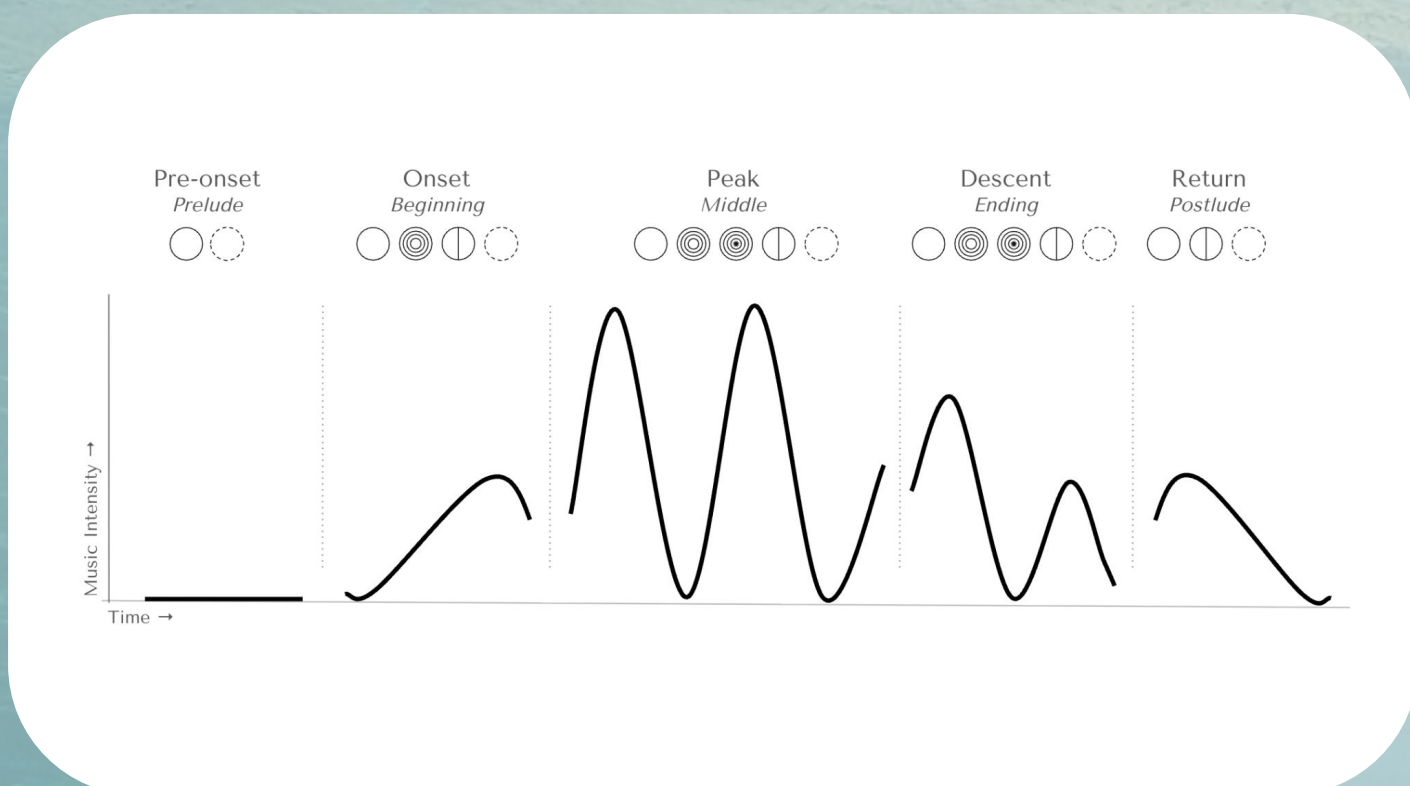 Pre-onset
Prelude
Onset
Beginning
Peak
Middle
Descent
Ending
Return
Postlude
Music Intensity →
Time →